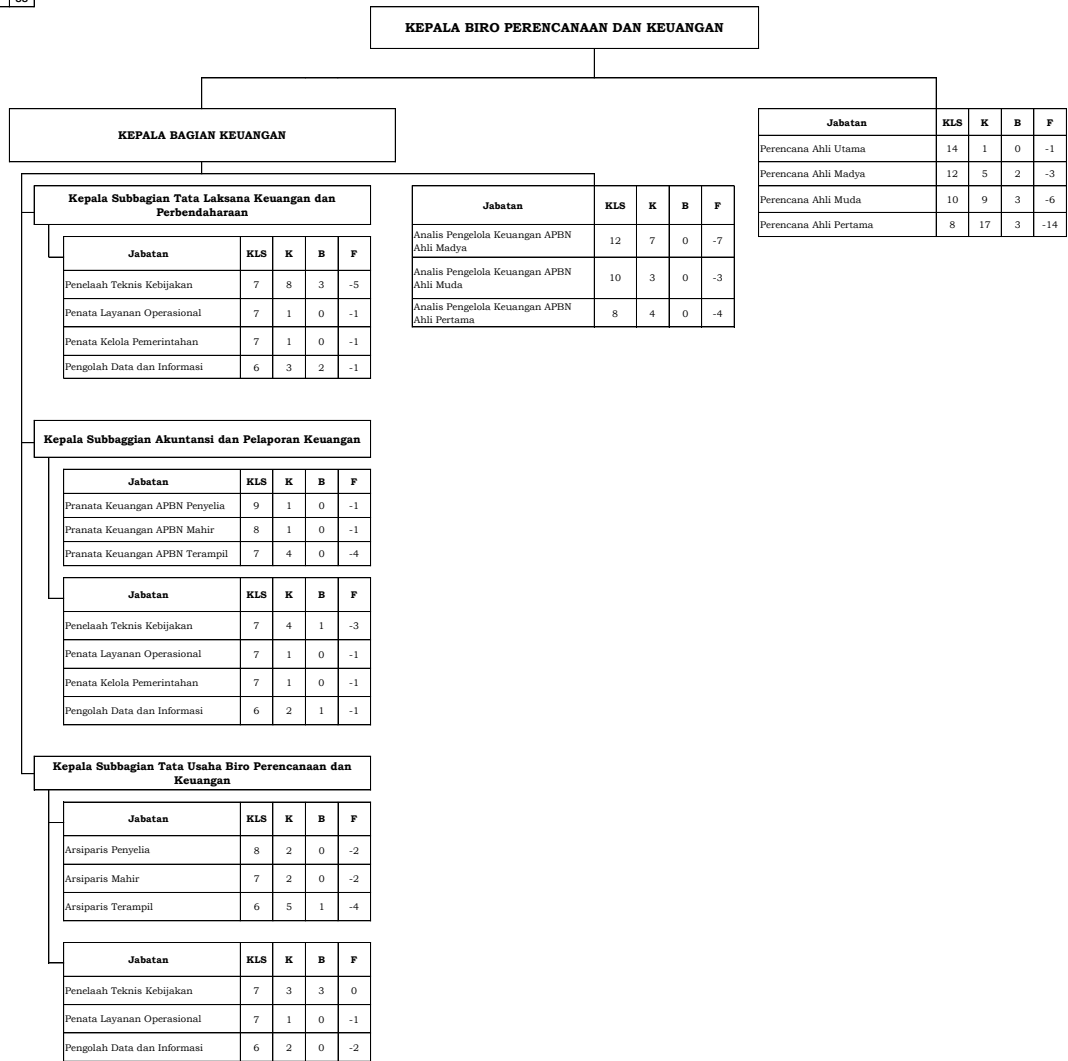 KEPALA BIRO PERENCANAAN DAN KEUANGAN
KEPALA BAGIAN KEUANGAN
Jabatan KLS K B F
Perencana Ahli Utama 14 1 0 -1
Perencana Ahli Madya 12 5 2 -3
Perencana Ahli Muda 10 9 3 -6
Perencana Ahli Pertama 8 17 3 -14
Kepala Subbagian Tata Laksana Keuangan dan
Perbendaharaan
Jabatan KLS K B F
Penelaah Teknis Kebijakan 7 8 3 -5
Penata Layanan Operasional 7 1 0 -1
Penata Kelola Pemerintahan 7 1 0 -1
Pengolah Data dan Informasi 6 3 2 -1
Jabatan KLS K B F
Analis Pengelola Keuangan APBN
Ahli Madya 12 7 0 -7
Analis Pengelola Keuangan APBN
Ahli Muda 10 3 0 -3
Analis Pengelola Keuangan APBN
Ahli Pertama 8 4 0 -4
Kepala Subbaggian Akuntansi dan Pelaporan Keuangan
Jabatan KLS K B F
Pranata Keuangan APBN Penyelia 9 1 0 -1
Pranata Keuangan APBN Mahir 8 1 0 -1
Pranata Keuangan APBN Terampil 7 4 0 -4
Jabatan KLS K B F
Penelaah Teknis Kebijakan 7 4 1 -3
Penata Layanan Operasional 7 1 0 -1
Penata Kelola Pemerintahan 7 1 0 -1
Pengolah Data dan Informasi 6 2 1 -1
Kepala Subbagian Tata Usaha Biro Perencanaan dan
Keuangan
Jabatan KLS K B F
Arsiparis Penyelia 8 2 0 -2
Arsiparis Mahir 7 2 0 -2
Arsiparis Terampil 6 5 1 -4
Jabatan KLS K B F
Penelaah Teknis Kebijakan 7 3 3 0
Penata Layanan Operasional 7 1 0 -1
Pengolah Data dan Informasi 6 2 0 -2